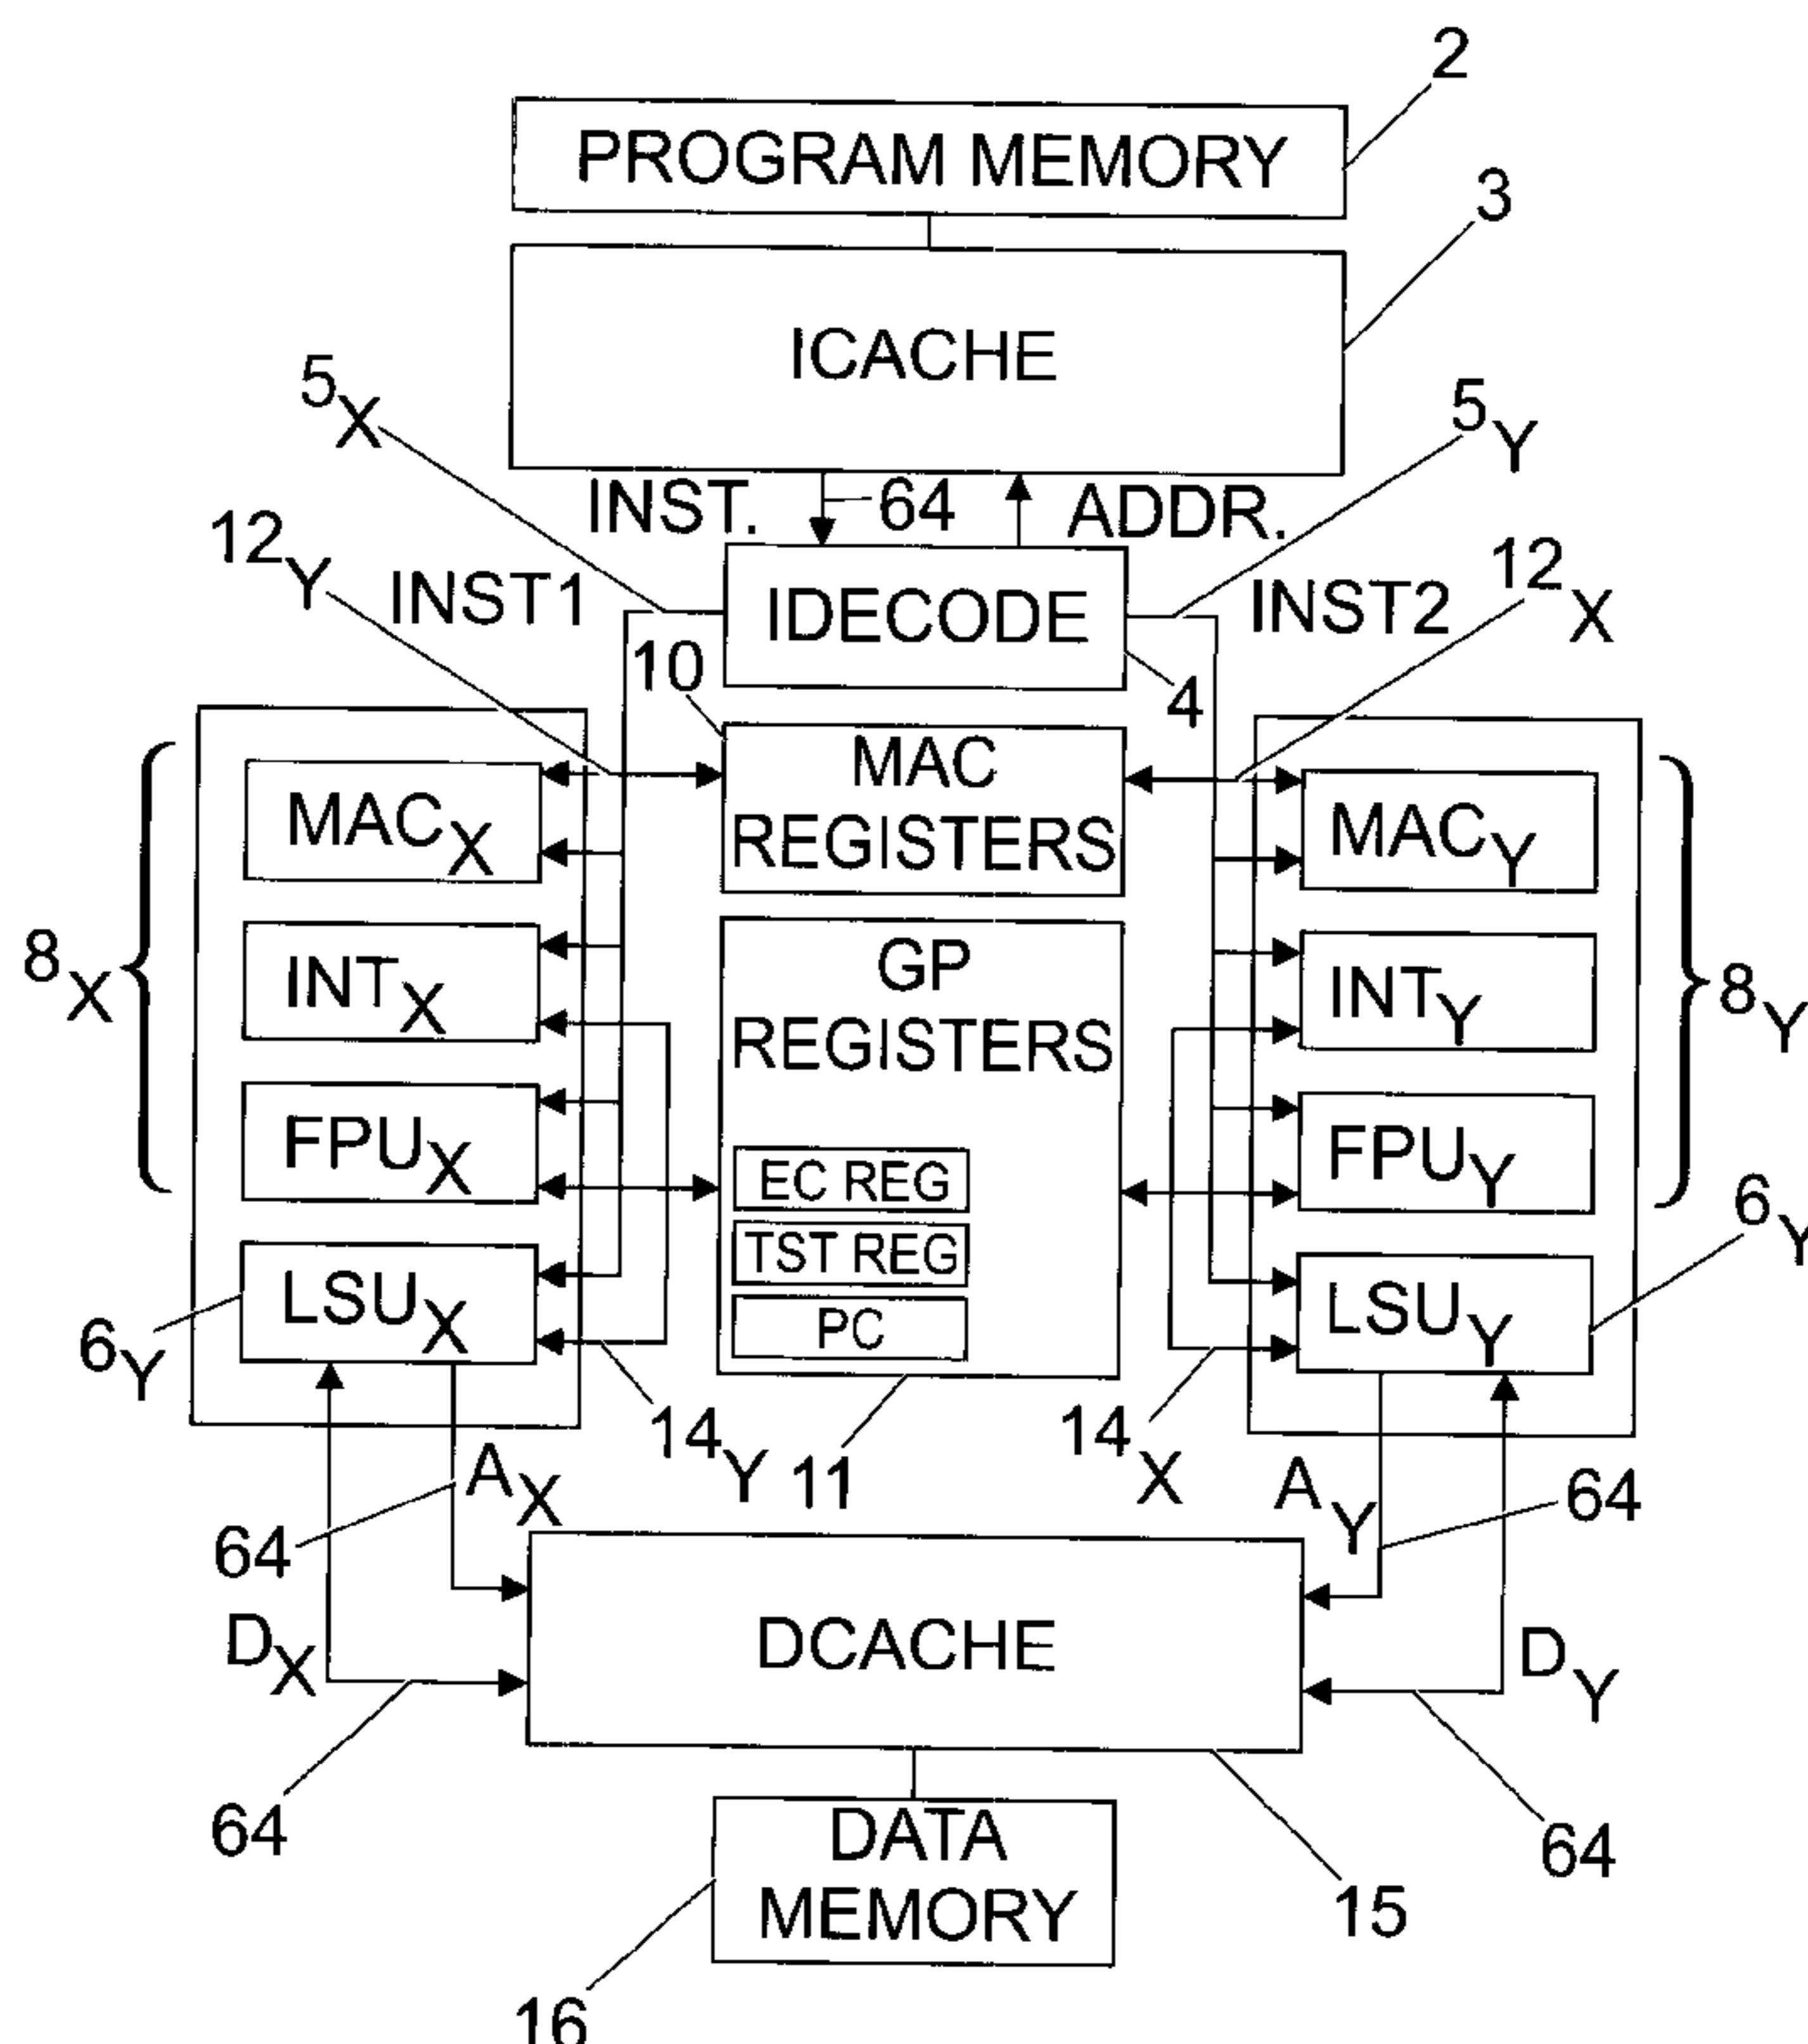 2
PROGRAM MEMORY
3
ICACHE
5X
5Y
INST.
64
ADDR.
12Y
INST1
IDECODE
INST2
12X
10
4
MAC REGISTERS
MACX
MACY
8X
INTX
GP REGISTERS
INTY
8Y
FPUX
EC REG
FPUY
6Y
TST REG
LSUX
PC
LSUY
6Y
14Y
11
14X
AX
AY
64
64
DX
DCACHE
DY
64
64
DATA MEMORY
15
16